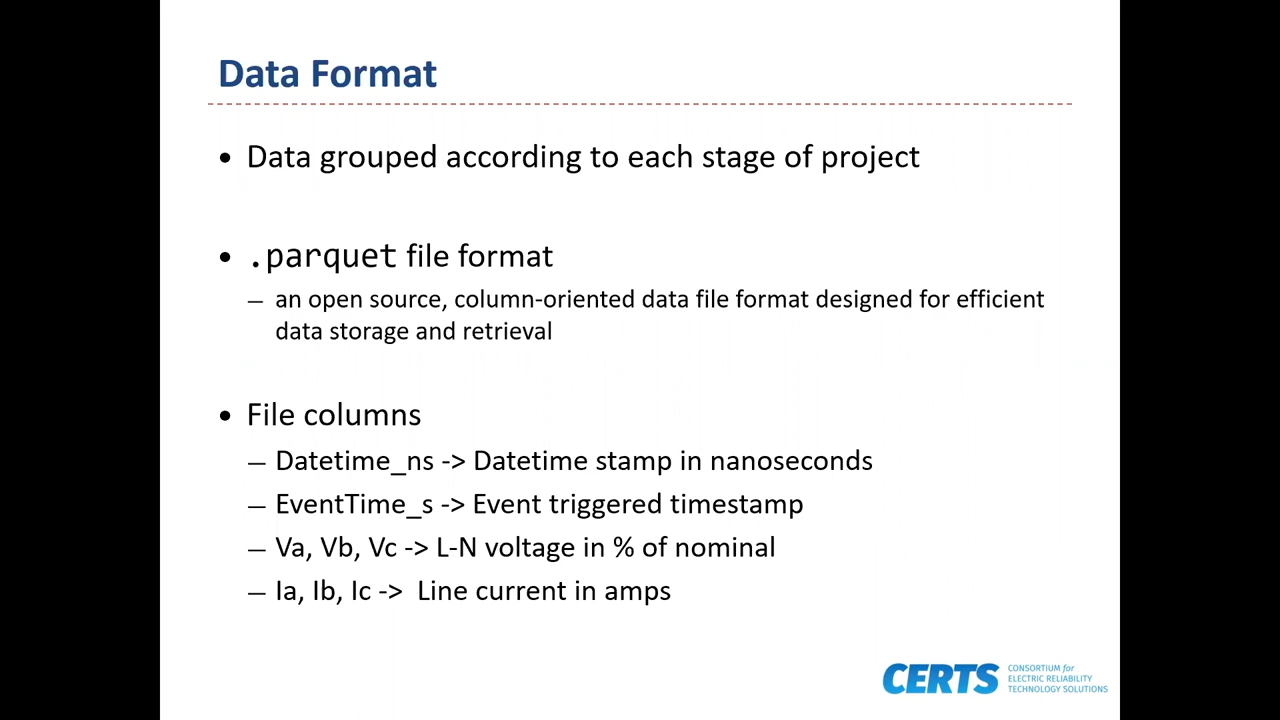 Data Format
• Data grouped according to each stage of project
• .parquet file format
– an open source, column-oriented data file format designed for efficient
data storage and retrieval
• File columns
– Datetime_ns -> Datetime stamp in nanoseconds
– EventTime_s -> Event triggered timestamp
– Va, Vb, Vc -> L-N voltage in % of nominal
– Ia, Ib, Ic ->  Line current in amps
CERTS
CONSORTIUM for
ELECTRIC RELIABILITY
TECHNOLOGY SOLUTIONS